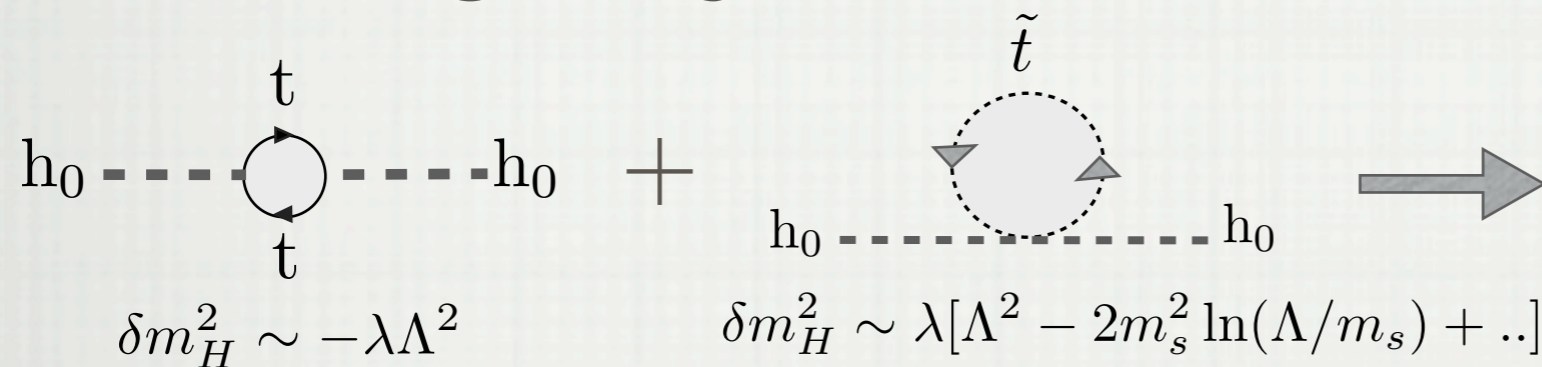 t
t̃
h₀ h₀ + h₀ h₀
t
δm²_H ∼ −λΛ²
δm²_H ∼ λ[Λ² − 2m²_s ln(Λ/m_s) + ..]